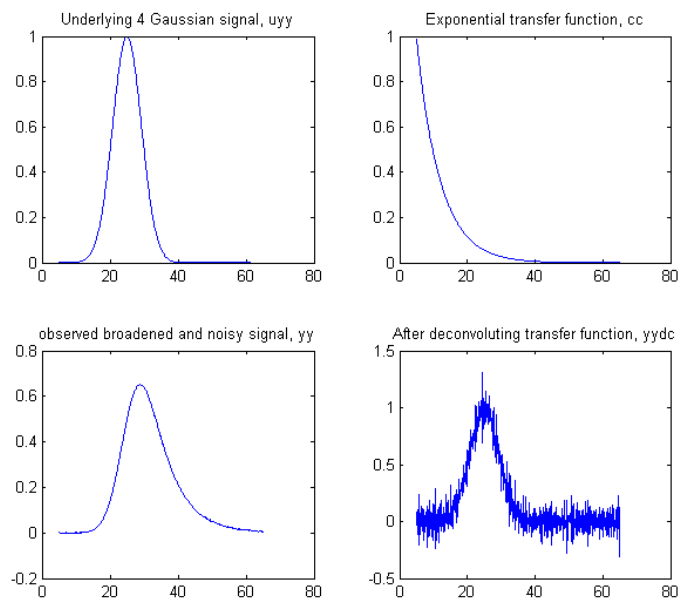 Underlying 4 Gaussian signal, uyy
1
0.8
0.6
0.4
0.2
0
0 20 40 60 80
Exponential transfer function, cc
1
0.8
0.6
0.4
0.2
0
0 20 40 60 80
observed broadened and noisy signal, yy
0.8
0.6
0.4
0.2
0
-0.2
0 20 40 60 80
After deconvoluting transfer function, yydc
1.5
1
0.5
0
-0.5
0 20 40 60 80